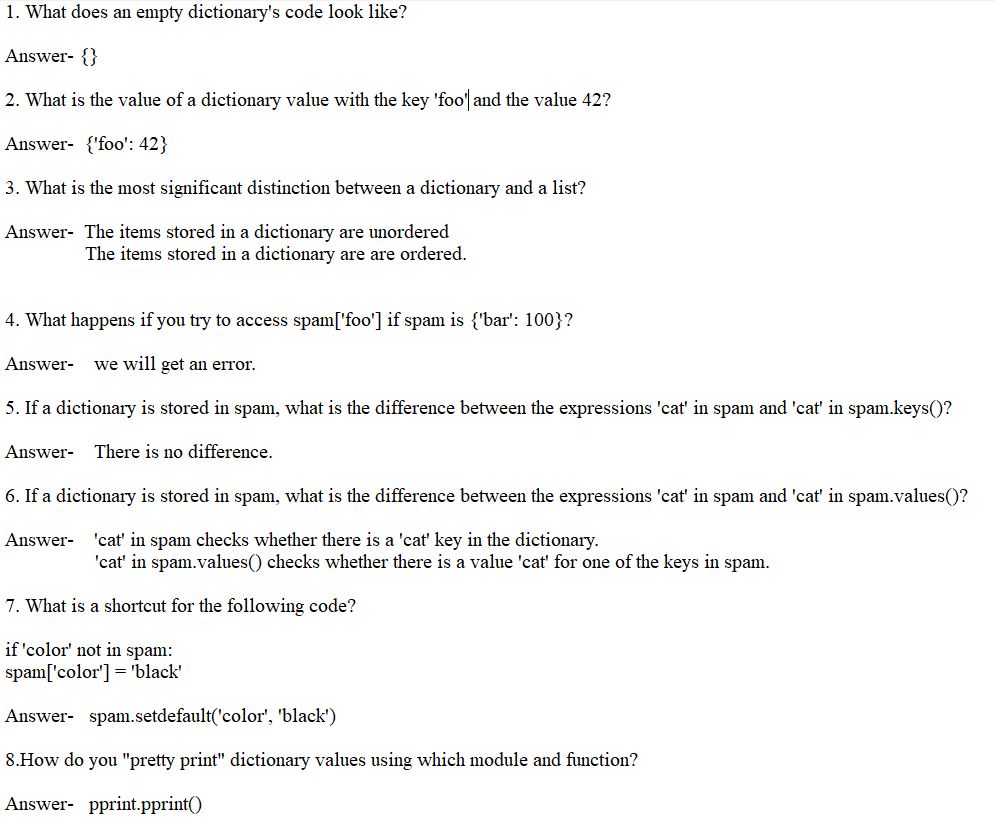 1. What does an empty dictionary's code look like?
Answer- {}
2. What is the value of a dictionary value with the key 'foo' and the value 42?
Answer- {'foo': 42}
3. What is the most significant distinction between a dictionary and a list?
Answer- The items stored in a dictionary are unordered
The items stored in a dictionary are are ordered.
4. What happens if you try to access spam['foo'] if spam is {'bar': 100}?
Answer- we will get an error.
5. If a dictionary is stored in spam, what is the difference between the expressions 'cat' in spam and 'cat' in spam.keys()?
Answer- There is no difference.
6. If a dictionary is stored in spam, what is the difference between the expressions 'cat' in spam and 'cat' in spam.values()?
Answer- 'cat' in spam checks whether there is a 'cat' key in the dictionary.
'cat' in spam.values() checks whether there is a value 'cat' for one of the keys in spam.
7. What is a shortcut for the following code?
if 'color' not in spam:
spam['color'] = 'black'
Answer- spam.setdefault('color', 'black')
8.How do you "pretty print" dictionary values using which module and function?
Answer- pprint.pprint()